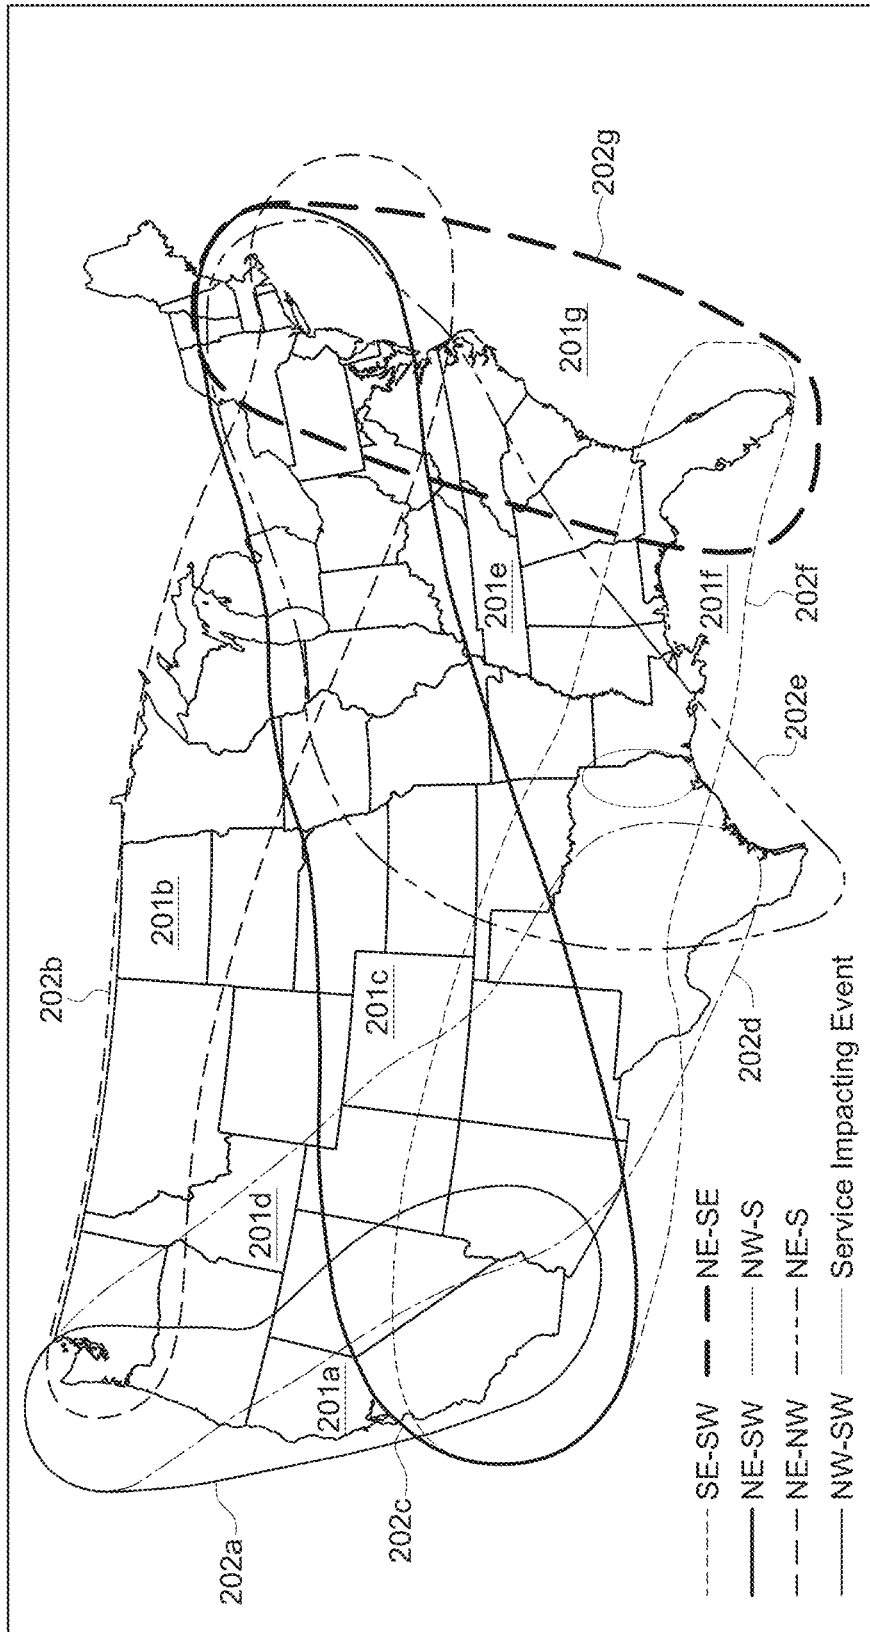 202b
202a
201b
201d
201c
201a
202c
201e
201g
202g
201f
202f
202e
202d
SE-SW
NE-SE
NE-SW
NW-S
NE-NW
NE-S
NW-SW
Service Impacting Event